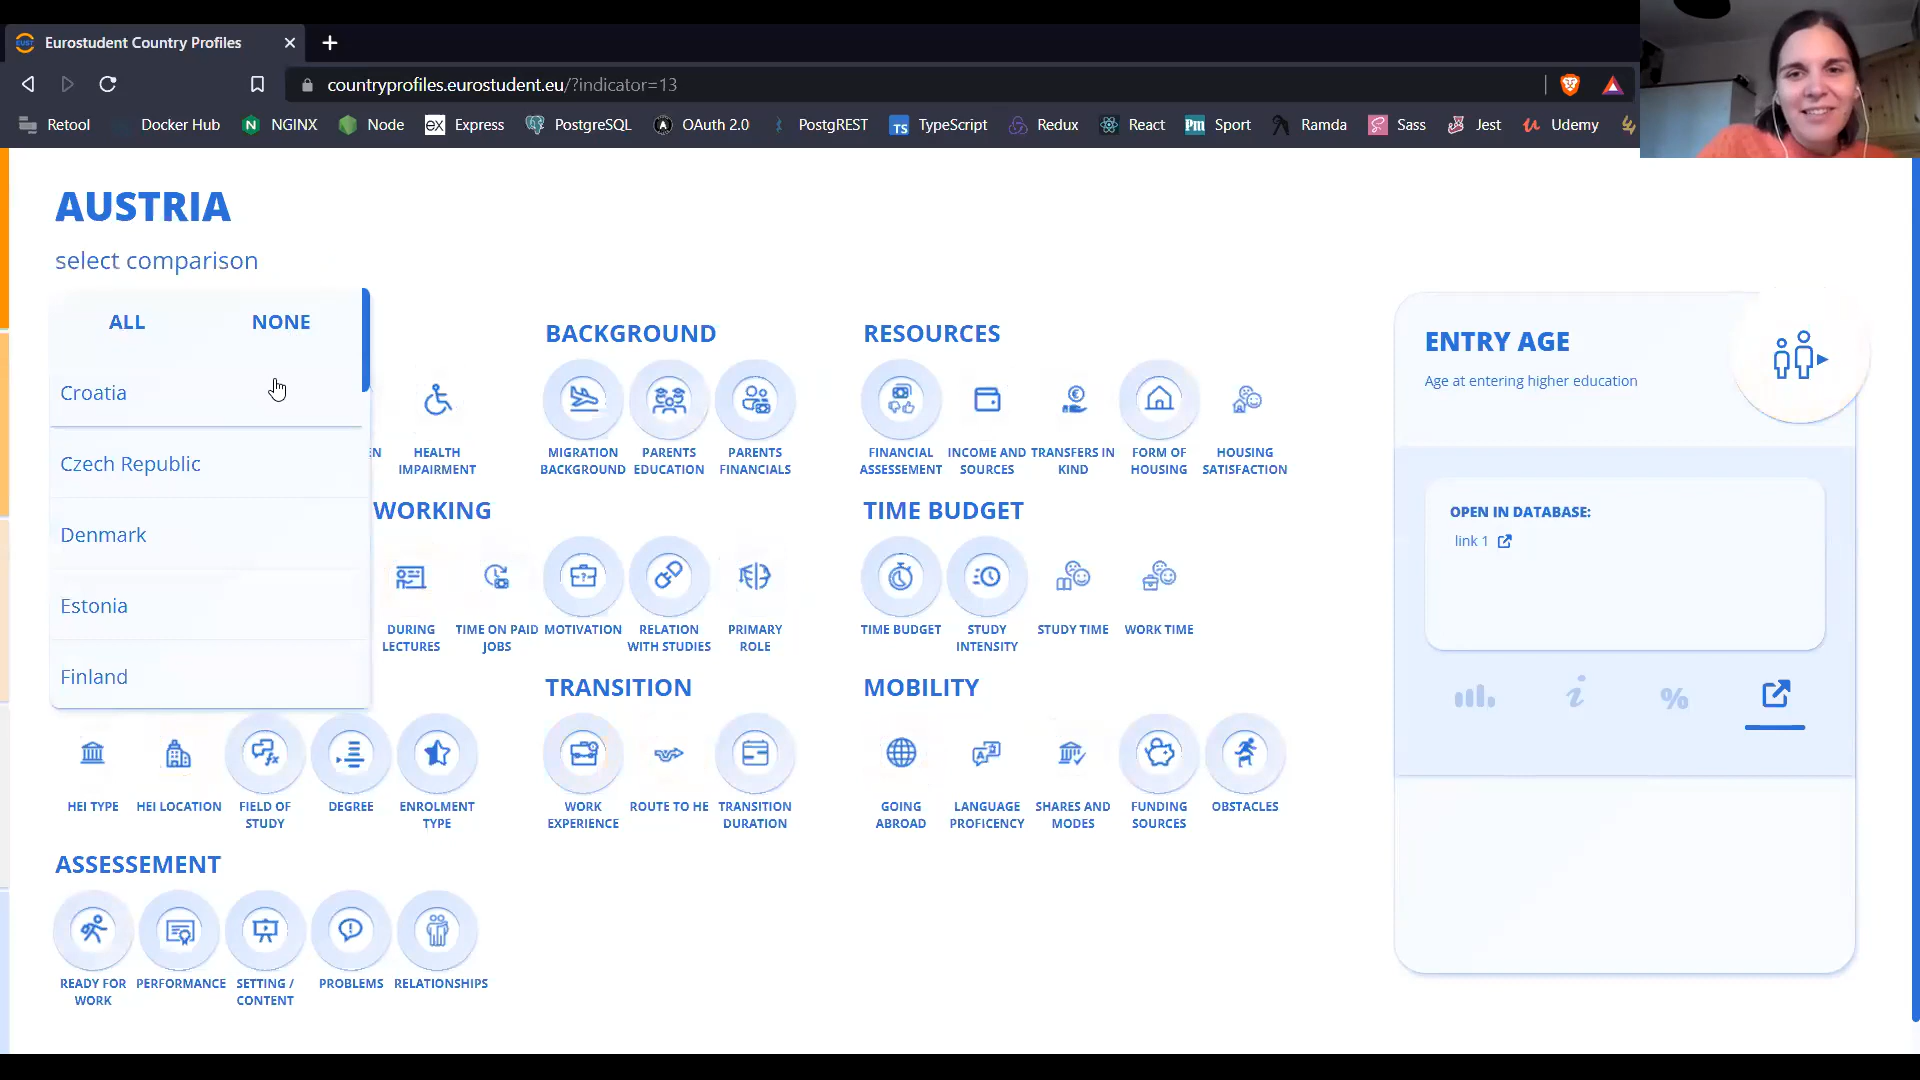 Eurostudent Country Profiles
countryprofiles.eurostudent.eu/?indicator=13
Retool Docker Hub NGINX Node Express PostgreSQL OAuth 2.0 PostgREST TypeScript Redux React Sport Ramda Sass Jest Udemy
AUSTRIA
select comparison
ALL NONE
Croatia
Czech Republic
Denmark
Estonia
Finland
EN
HEALTH
IMPAIRMENT
BACKGROUND
MIGRATION
BACKGROUND
PARENTS
EDUCATION
PARENTS
FINANCIALS
RESOURCES
FINANCIAL
ASSESSEMENT
INCOME AND
SOURCES
TRANSFERS IN
KIND
FORM OF
HOUSING
HOUSING
SATISFACTION
WORKING
DURING
LECTURES
TIME ON PAID
JOBS
MOTIVATION
RELATION
WITH STUDIES
PRIMARY
ROLE
TIME BUDGET
TIME BUDGET
STUDY
INTENSITY
STUDY TIME
WORK TIME
HEI TYPE
HEI LOCATION
FIELD OF
STUDY
DEGREE
ENROLMENT
TYPE
TRANSITION
WORK
EXPERIENCE
ROUTE TO HE
TRANSITION
DURATION
MOBILITY
GOING
ABROAD
LANGUAGE
PROFICENCY
SHARES AND
MODES
FUNDING
SOURCES
OBSTACLES
ASSESSEMENT
READY FOR
WORK
PERFORMANCE
SETTING /
CONTENT
PROBLEMS
RELATIONSHIPS
ENTRY AGE
Age at entering higher education
OPEN IN DATABASE:
link 1